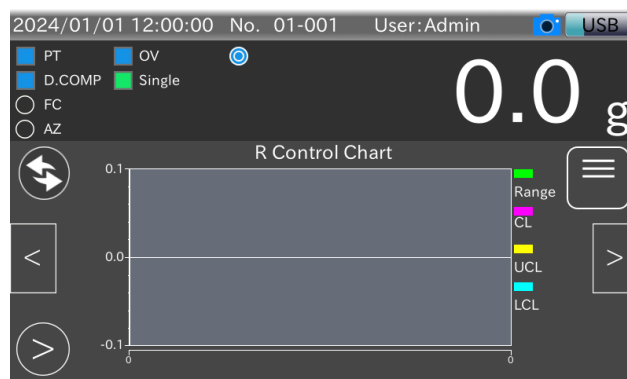 2024/01/01 12:00:00 No. 01-001 User:Admin USB
PT OV
D.COMP Single
FC
AZ
0.0 g
R Control Chart
0.1
0.0
-0.1
0 0
Range
CL
UCL
LCL
< >
>